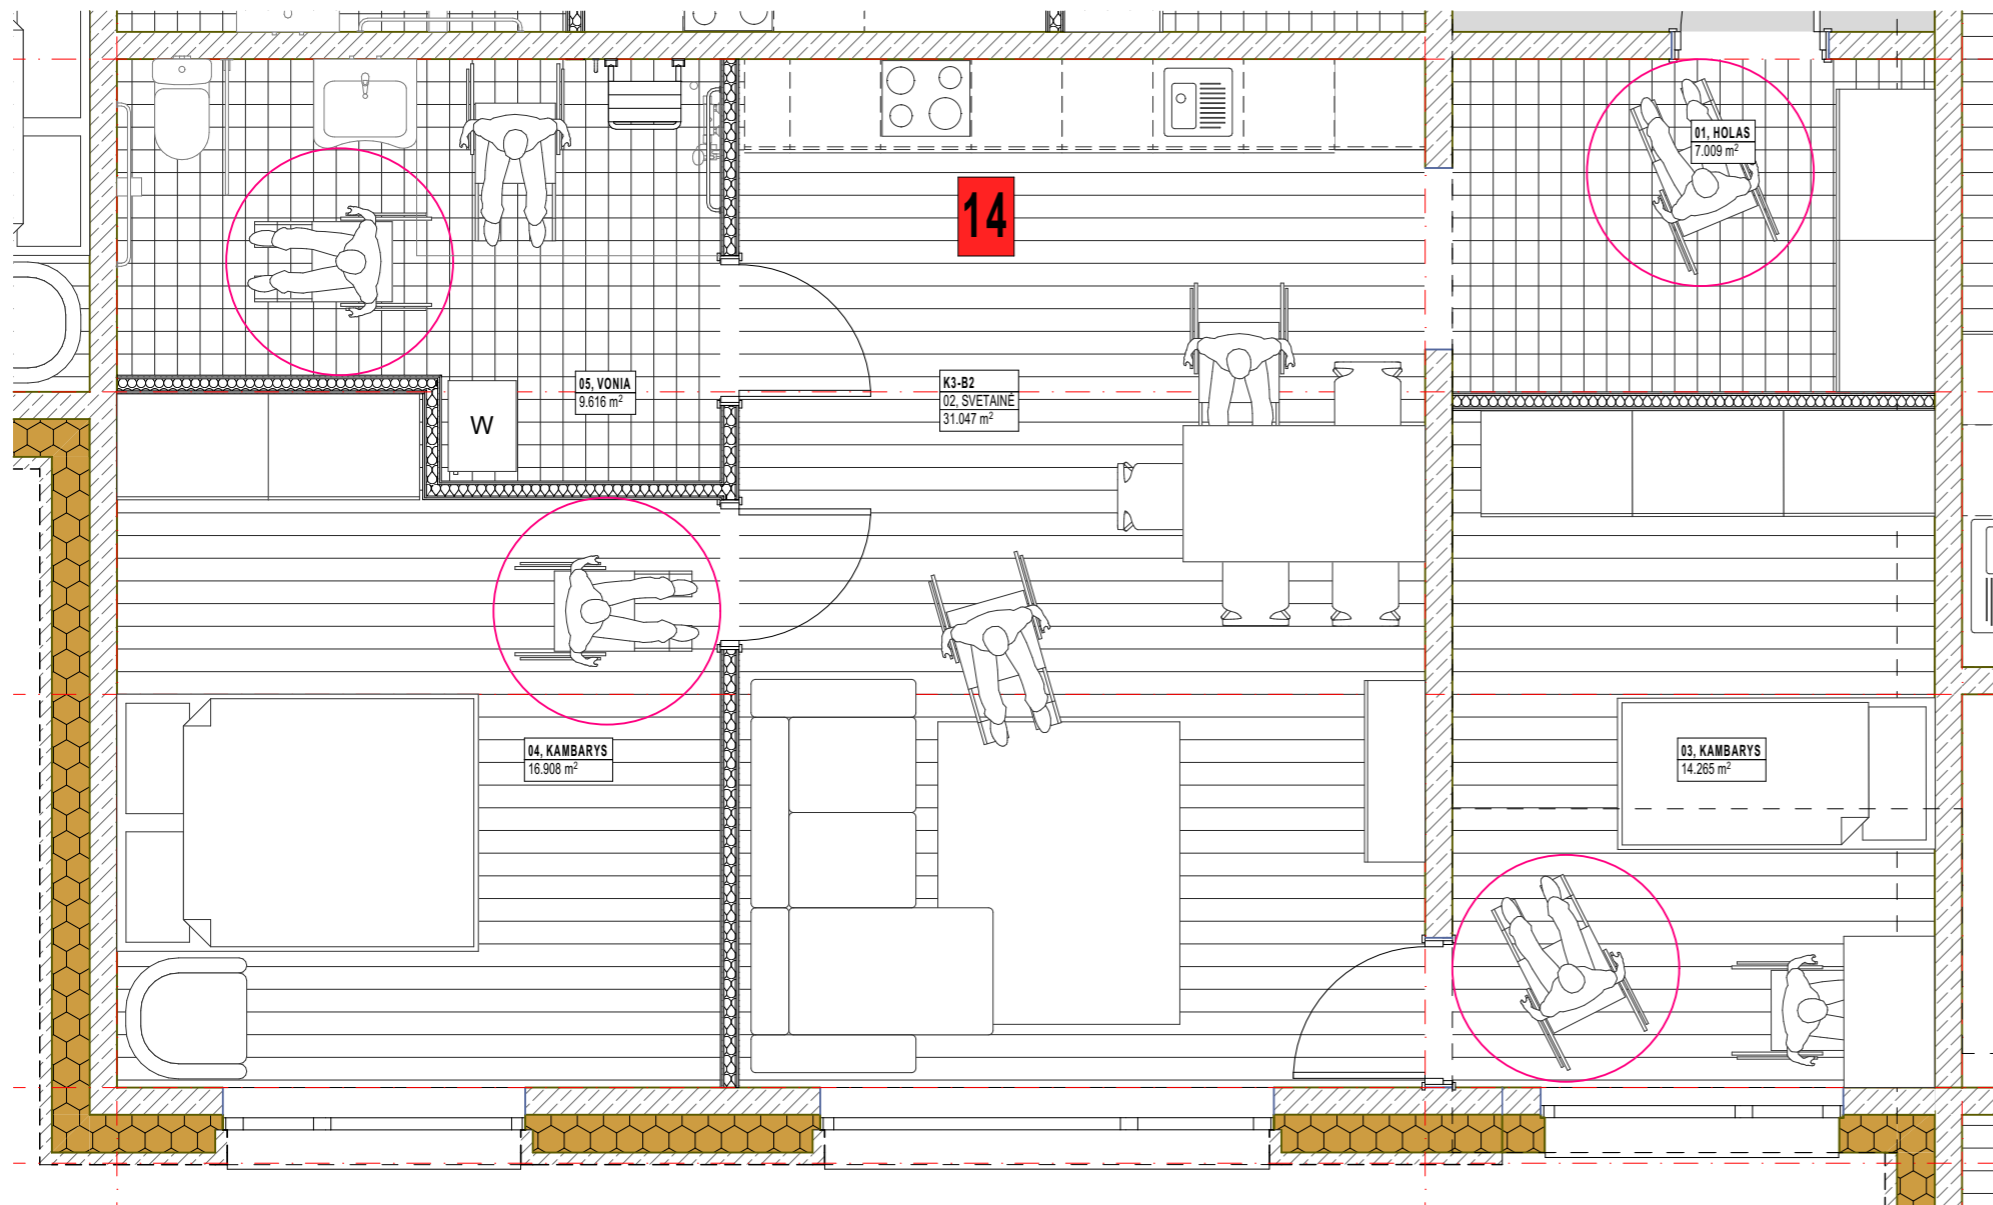 01, HOLAS
7.009 m²
14
05, VONIA
9.616 m²
K3-B2
02, SVETAINĖ
31.047 m²
W
04, KAMBARYS
16.908 m²
03, KAMBARYS
14.265 m²